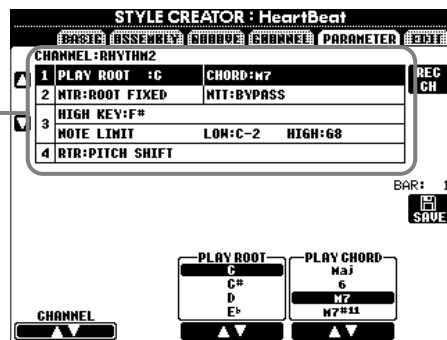 STYLE CREATOR : HeartBeat
BASIC ASSEMBLY GROOVE CHANNEL PARAMETER EDIT
CHANNEL:RHYTHM2
1 PLAY ROOT :C CHORD:M7
REC CH
2 NTR:ROOT FIXED NTT:BYPASS
3 HIGH KEY:F#
NOTE LIMIT LOW:C-2 HIGH:G8
4 RTR:PITCH SHIFT
BAR: 1
SAVE
PLAY ROOT PLAY CHORD
C Maj
C# 6
D M7
E♭ M7#11
CHANNEL